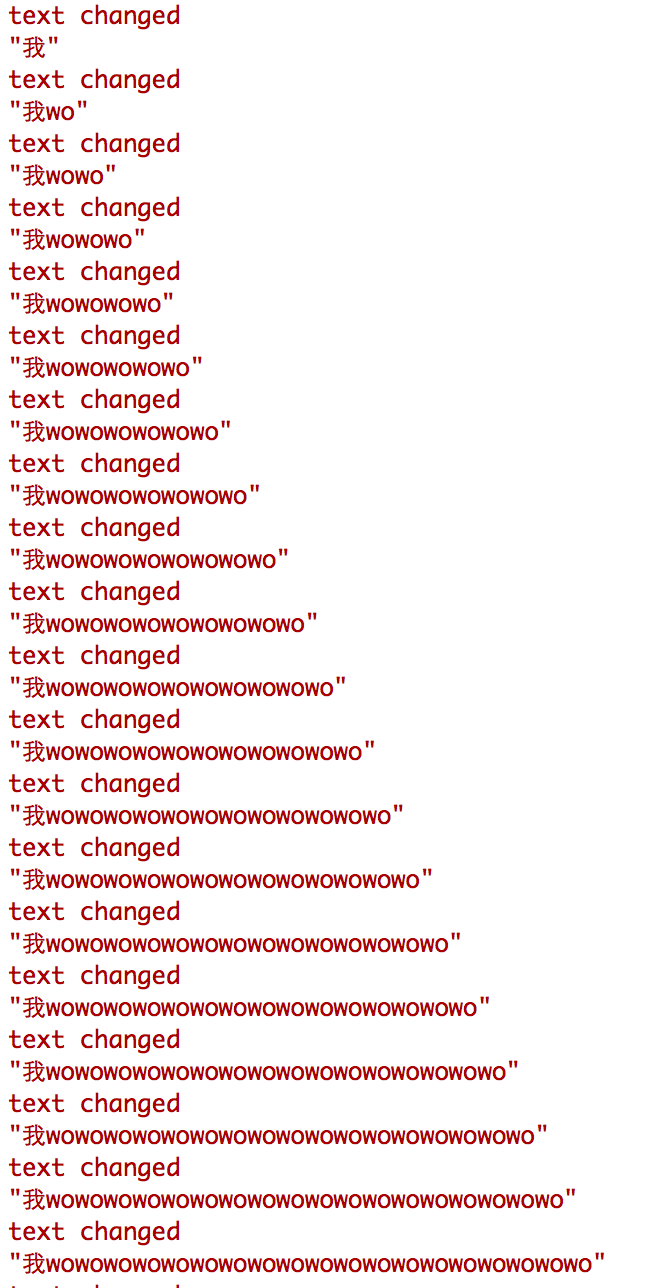 text changed
"我"
text changed
"我wo"
text changed
"我wowo"
text changed
"我wowowo"
text changed
"我wowowowo"
text changed
"我wowowowowo"
text changed
"我wowowowowowo"
text changed
"我wowowowowowowo"
text changed
"我wowowowowowowowo"
text changed
"我wowowowowowowowowo"
text changed
"我wowowowowowowowowowo"
text changed
"我wowowowowowowowowowowo"
text changed
"我wowowowowowowowowowowowo"
text changed
"我wowowowowowowowowowowowowo"
text changed
"我wowowowowowowowowowowowowowo"
text changed
"我wowowowowowowowowowowowowowowo"
text changed
"我wowowowowowowowowowowowowowowowo"
text changed
"我wowowowowowowowowowowowowowowowowo"
text changed
"我wowowowowowowowowowowowowowowowowowo"
text changed
"我wowowowowowowowowowowowowowowowowowowo"